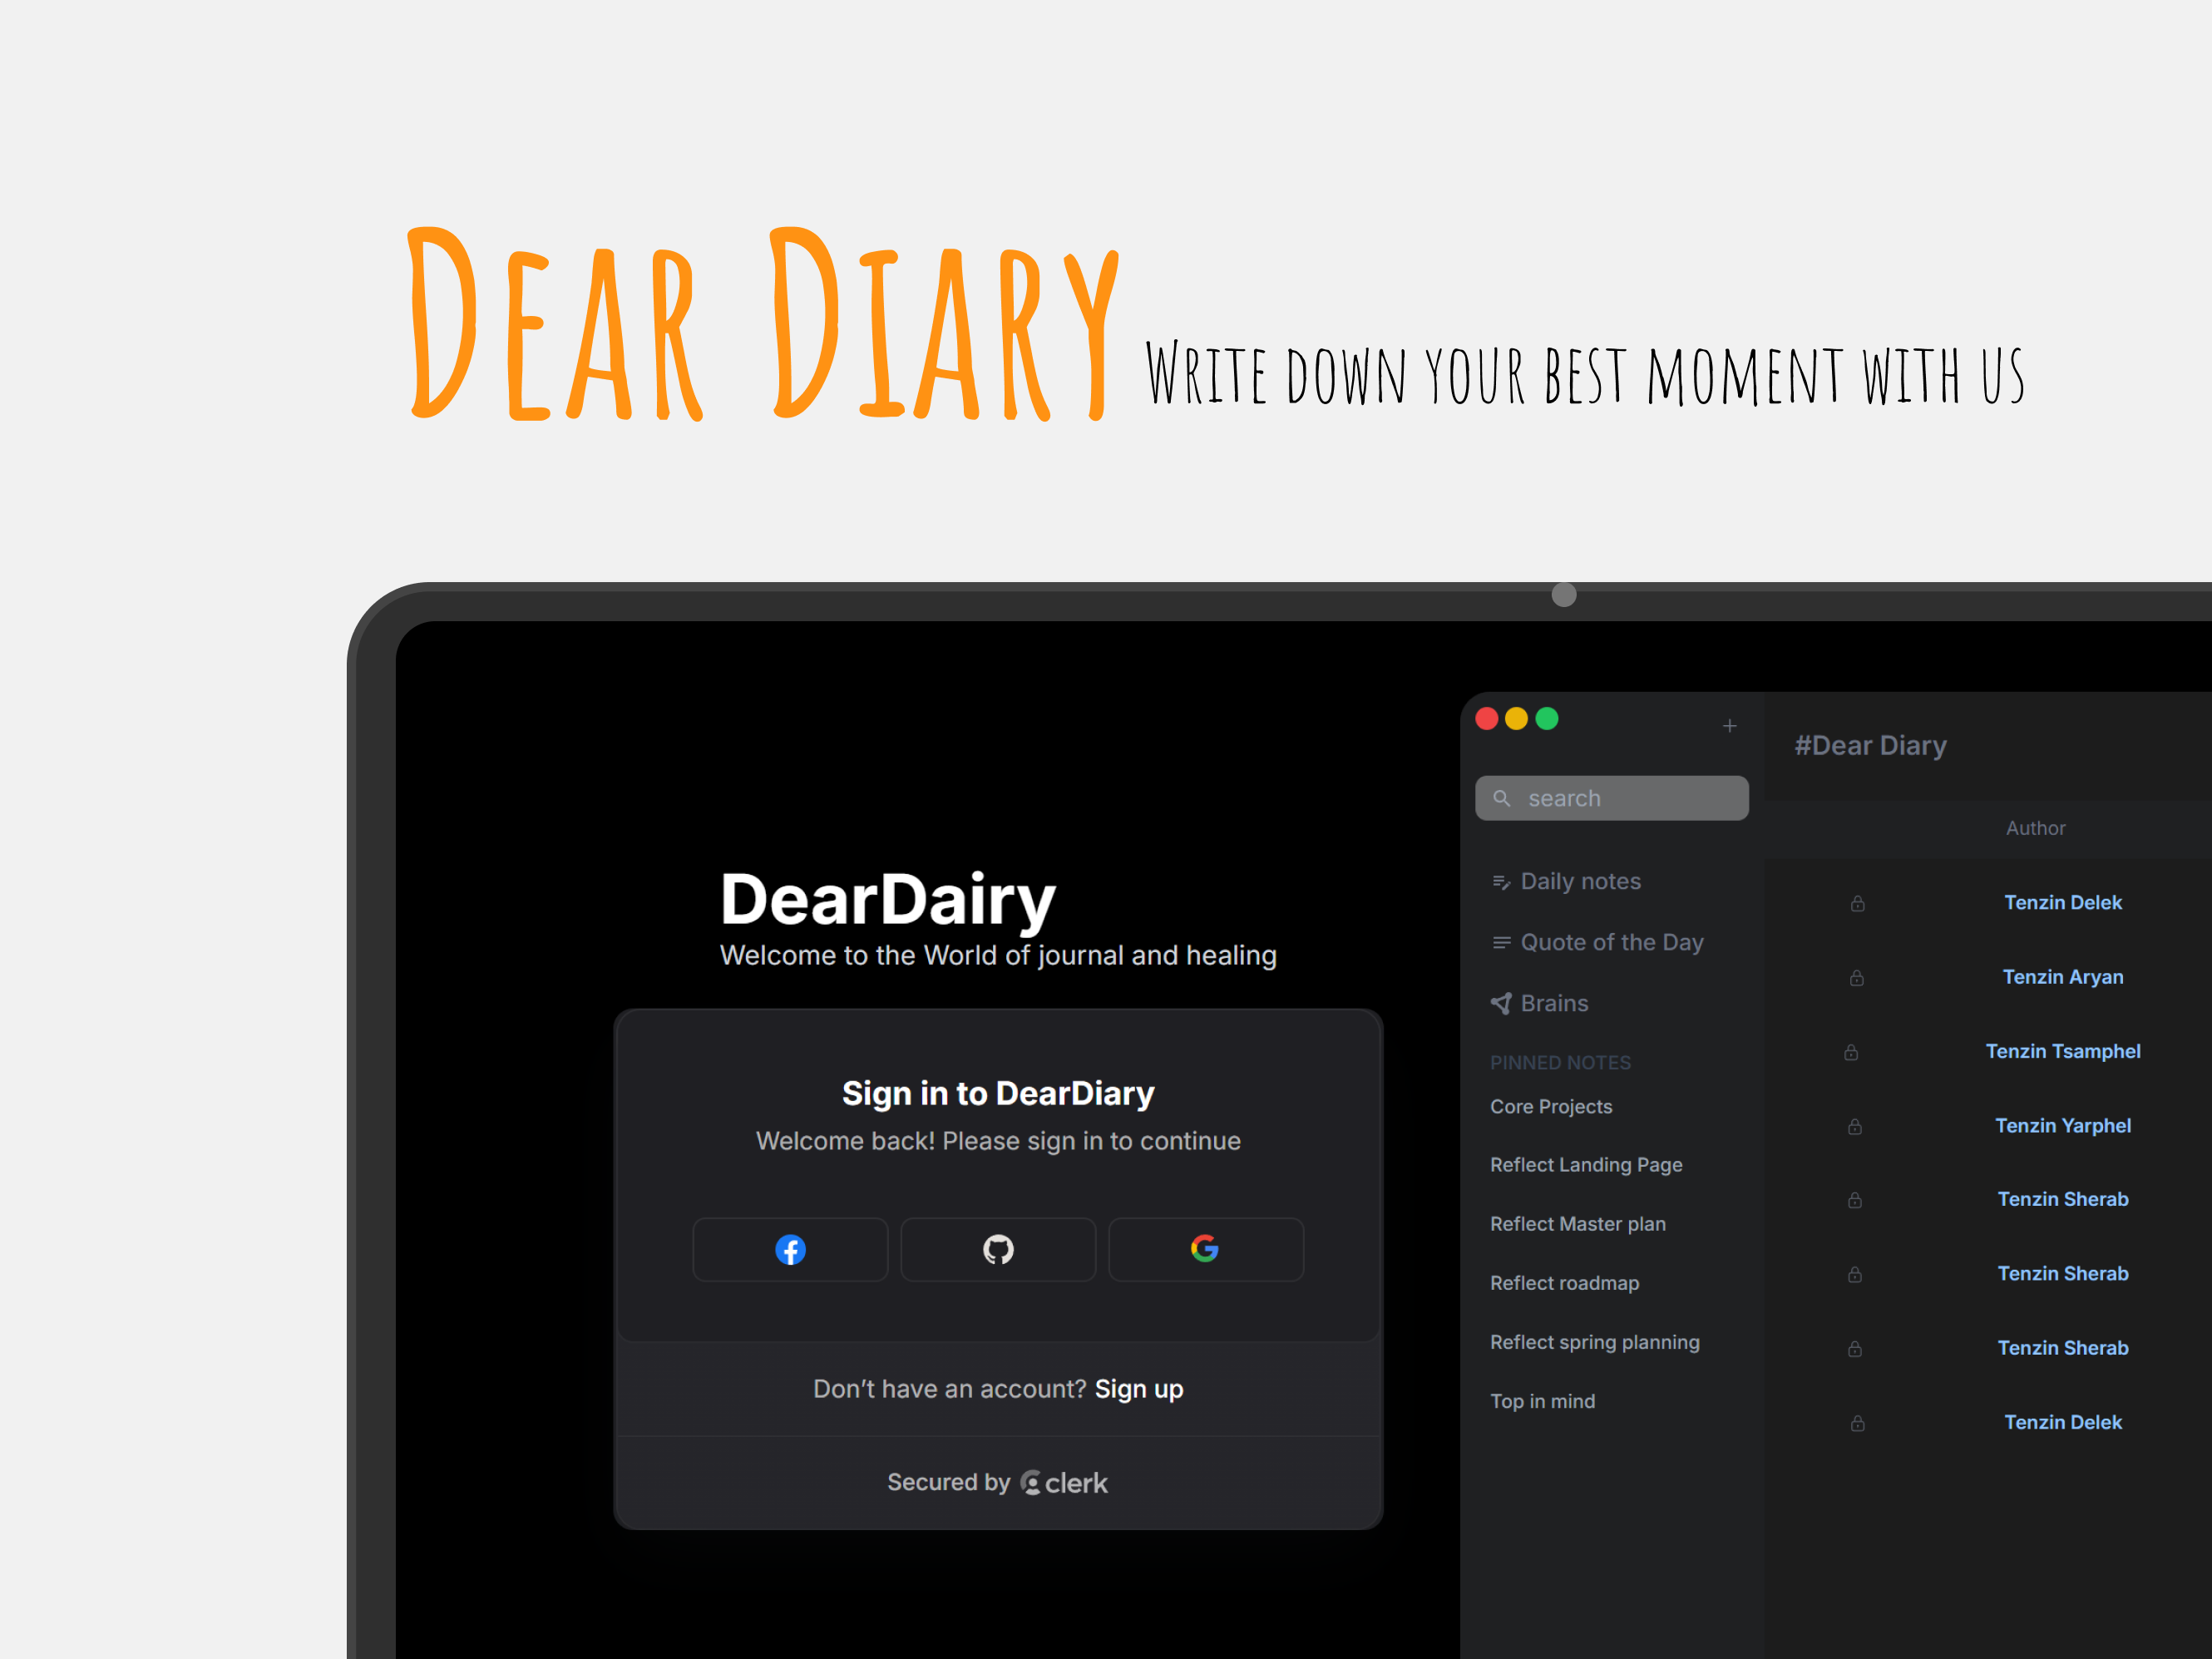 Dear Diary
Write down your best moment with us
DearDairy
Welcome to the World of journal and healing
Sign in to DearDiary
Welcome back! Please sign in to continue
Don’t have an account? Sign up
Secured by clerk
search
Daily notes
Quote of the Day
Brains
PINNED NOTES
Core Projects
Reflect Landing Page
Reflect Master plan
Reflect roadmap
Reflect spring planning
Top in mind
#Dear Diary
Author
Tenzin Delek
Tenzin Aryan
Tenzin Tsamphel
Tenzin Yarphel
Tenzin Sherab
Tenzin Sherab
Tenzin Sherab
Tenzin Delek